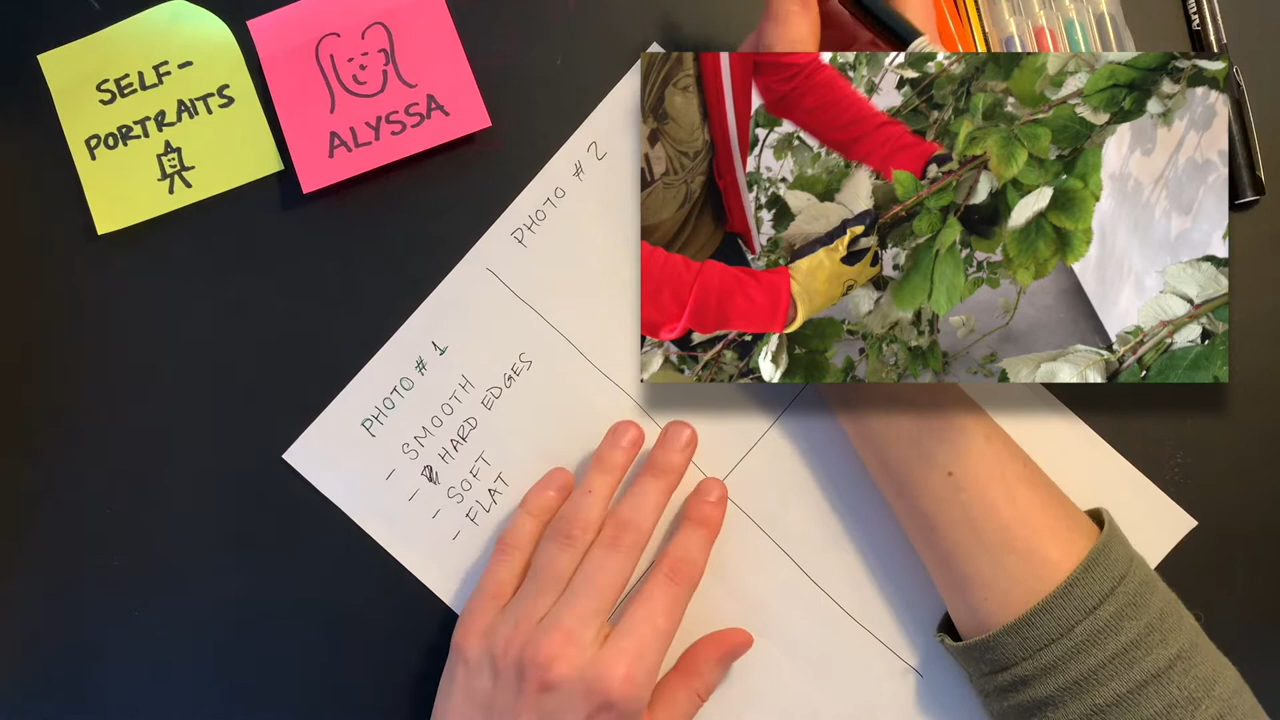 SELF-
PORTRAITS
ALYSSA
PHOTO # 2
PHOTO # 1
- SMOOTH
- HARD EDGES
- SOFT
- FLAT